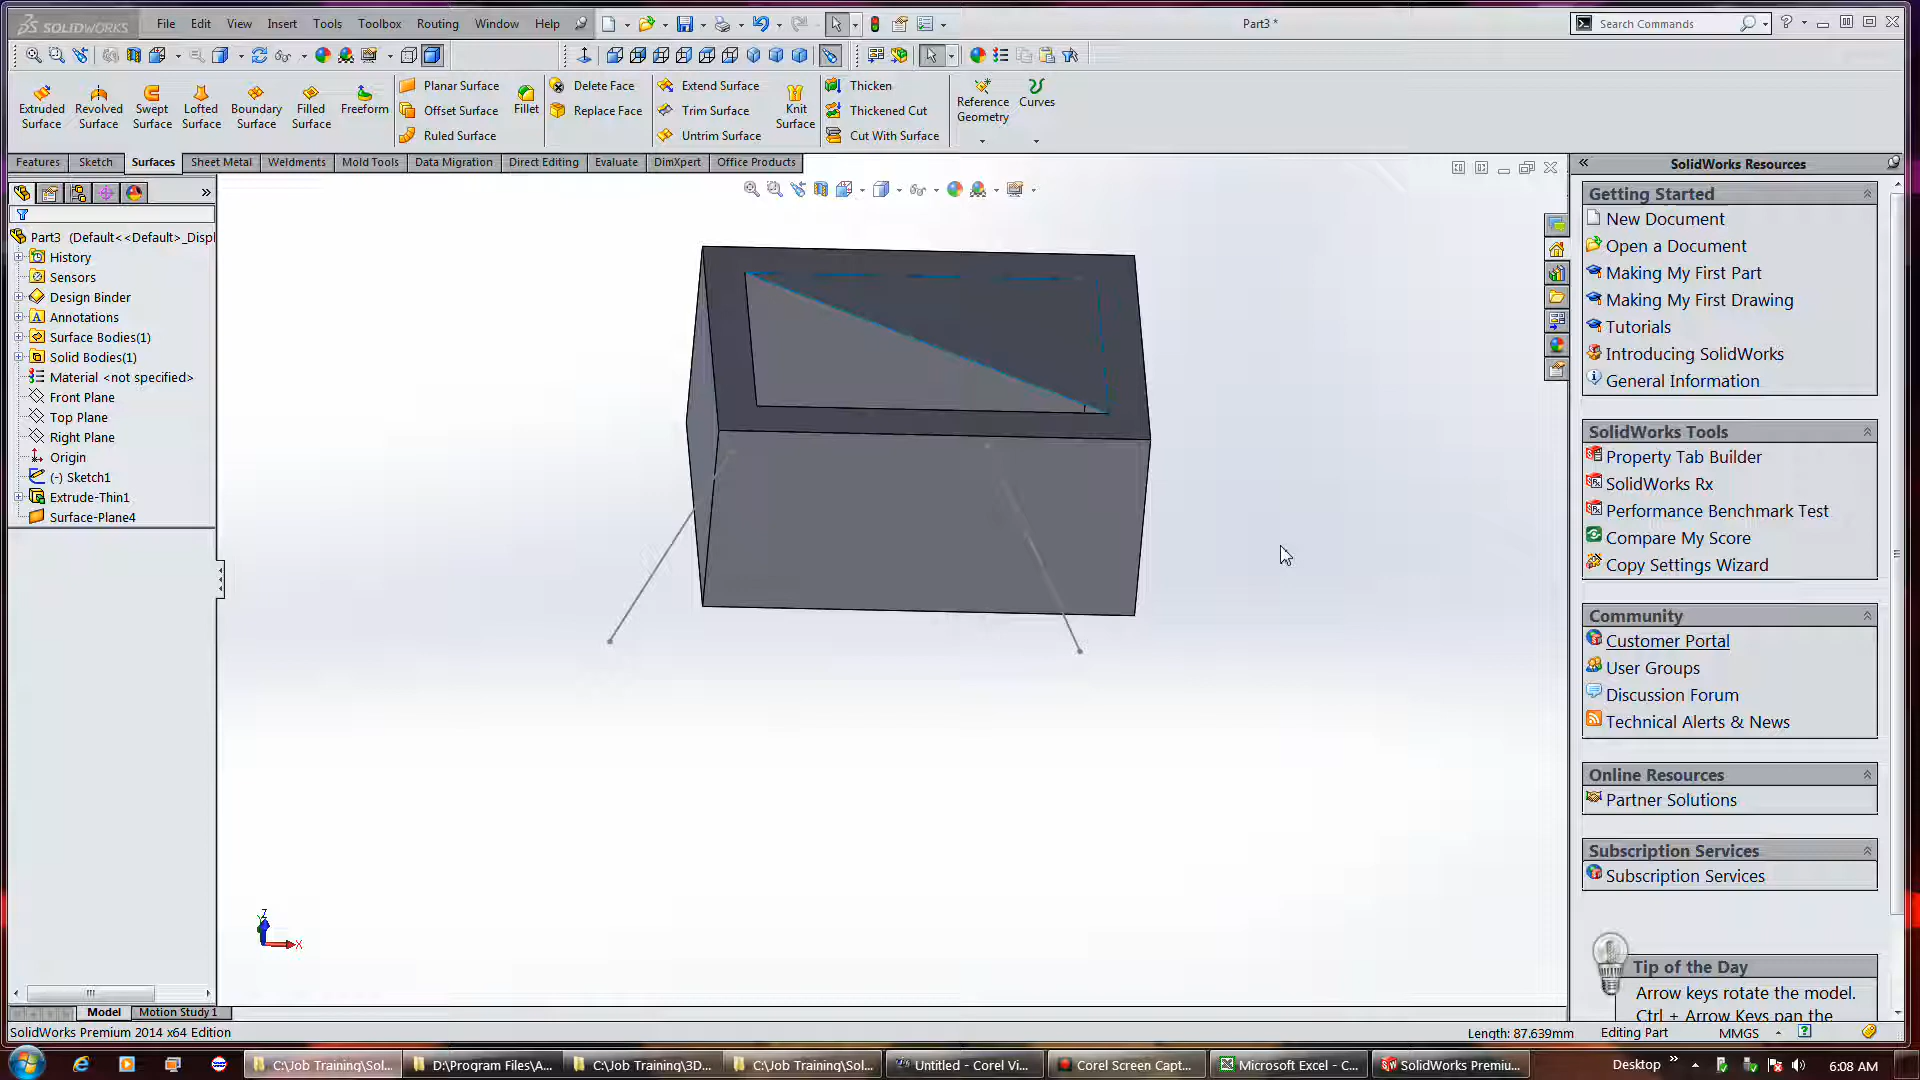 SOLIDWORKS File Edit View Insert Tools Toolbox Routing Window Help Part3 * Search Commands
Extruded Surface
Revolved Surface
Swept Surface
Lofted Surface
Boundary Surface
Filled Surface
Freeform
Planar Surface
Offset Surface
Ruled Surface
Fillet
Delete Face
Replace Face
Extend Surface
Trim Surface
Untrim Surface
Knit Surface
Thicken
Thickened Cut
Cut With Surface
Reference Geometry
Curves
Features Sketch Surfaces Sheet Metal Weldments Mold Tools Data Migration Direct Editing Evaluate DimXpert Office Products
Part3 (Default<<Default>_Displ
History
Sensors
Design Binder
Annotations
Surface Bodies(1)
Solid Bodies(1)
Material <not specified>
Front Plane
Top Plane
Right Plane
Origin
(-) Sketch1
Extrude-Thin1
Surface-Plane4
Z
X
SolidWorks Resources
Getting Started
New Document
Open a Document
Making My First Part
Making My First Drawing
Tutorials
Introducing SolidWorks
General Information
SolidWorks Tools
Property Tab Builder
SolidWorks Rx
Performance Benchmark Test
Compare My Score
Copy Settings Wizard
Community
Customer Portal
User Groups
Discussion Forum
Technical Alerts & News
Online Resources
Partner Solutions
Subscription Services
Subscription Services
Tip of the Day
Arrow keys rotate the model.
Ctrl + Arrow Keys pan the
Model Motion Study 1
SolidWorks Premium 2014 x64 Edition Length: 87.639mm Editing Part MMGS
C:\Job Training\Sol... D:\Program Files\A... C:\Job Training\3D... C:\Job Training\Sol... Untitled - Corel Vi... Corel Screen Capt... Microsoft Excel - C... SolidWorks Premiu... Desktop 6:08 AM